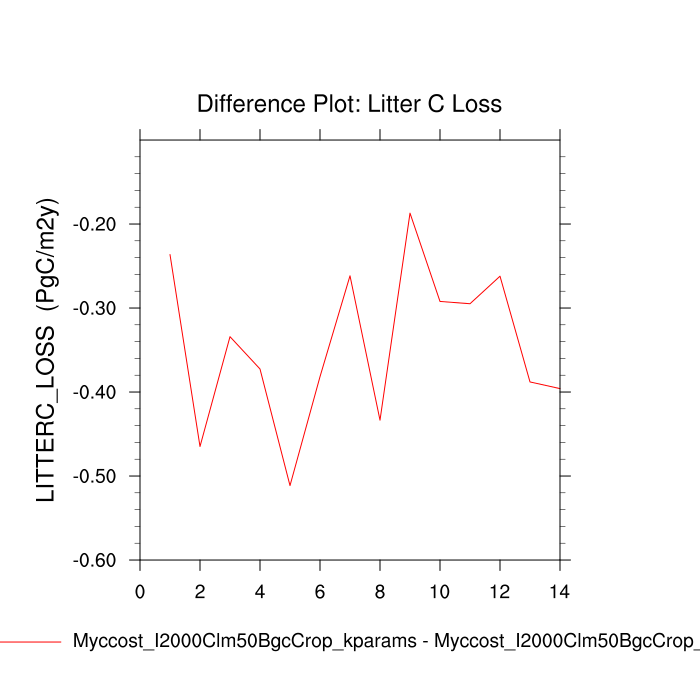 Difference Plot: Litter C Loss
LITTERC_LOSS (PgC/m2y)
-0.20
-0.30
-0.40
-0.50
-0.60
0 2 4 6 8 10 12 14
Myccost_I2000Clm50BgcCrop_kparams - Myccost_I2000Clm50BgcCrop_